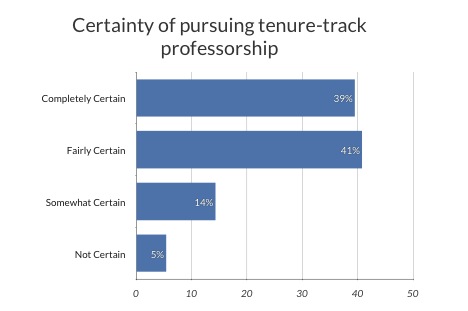 Certainty of pursuing tenure-track
professorship
Completely Certain
39%
Fairly Certain
41%
Somewhat Certain
14%
Not Certain
5%
0 10 20 30 40 50